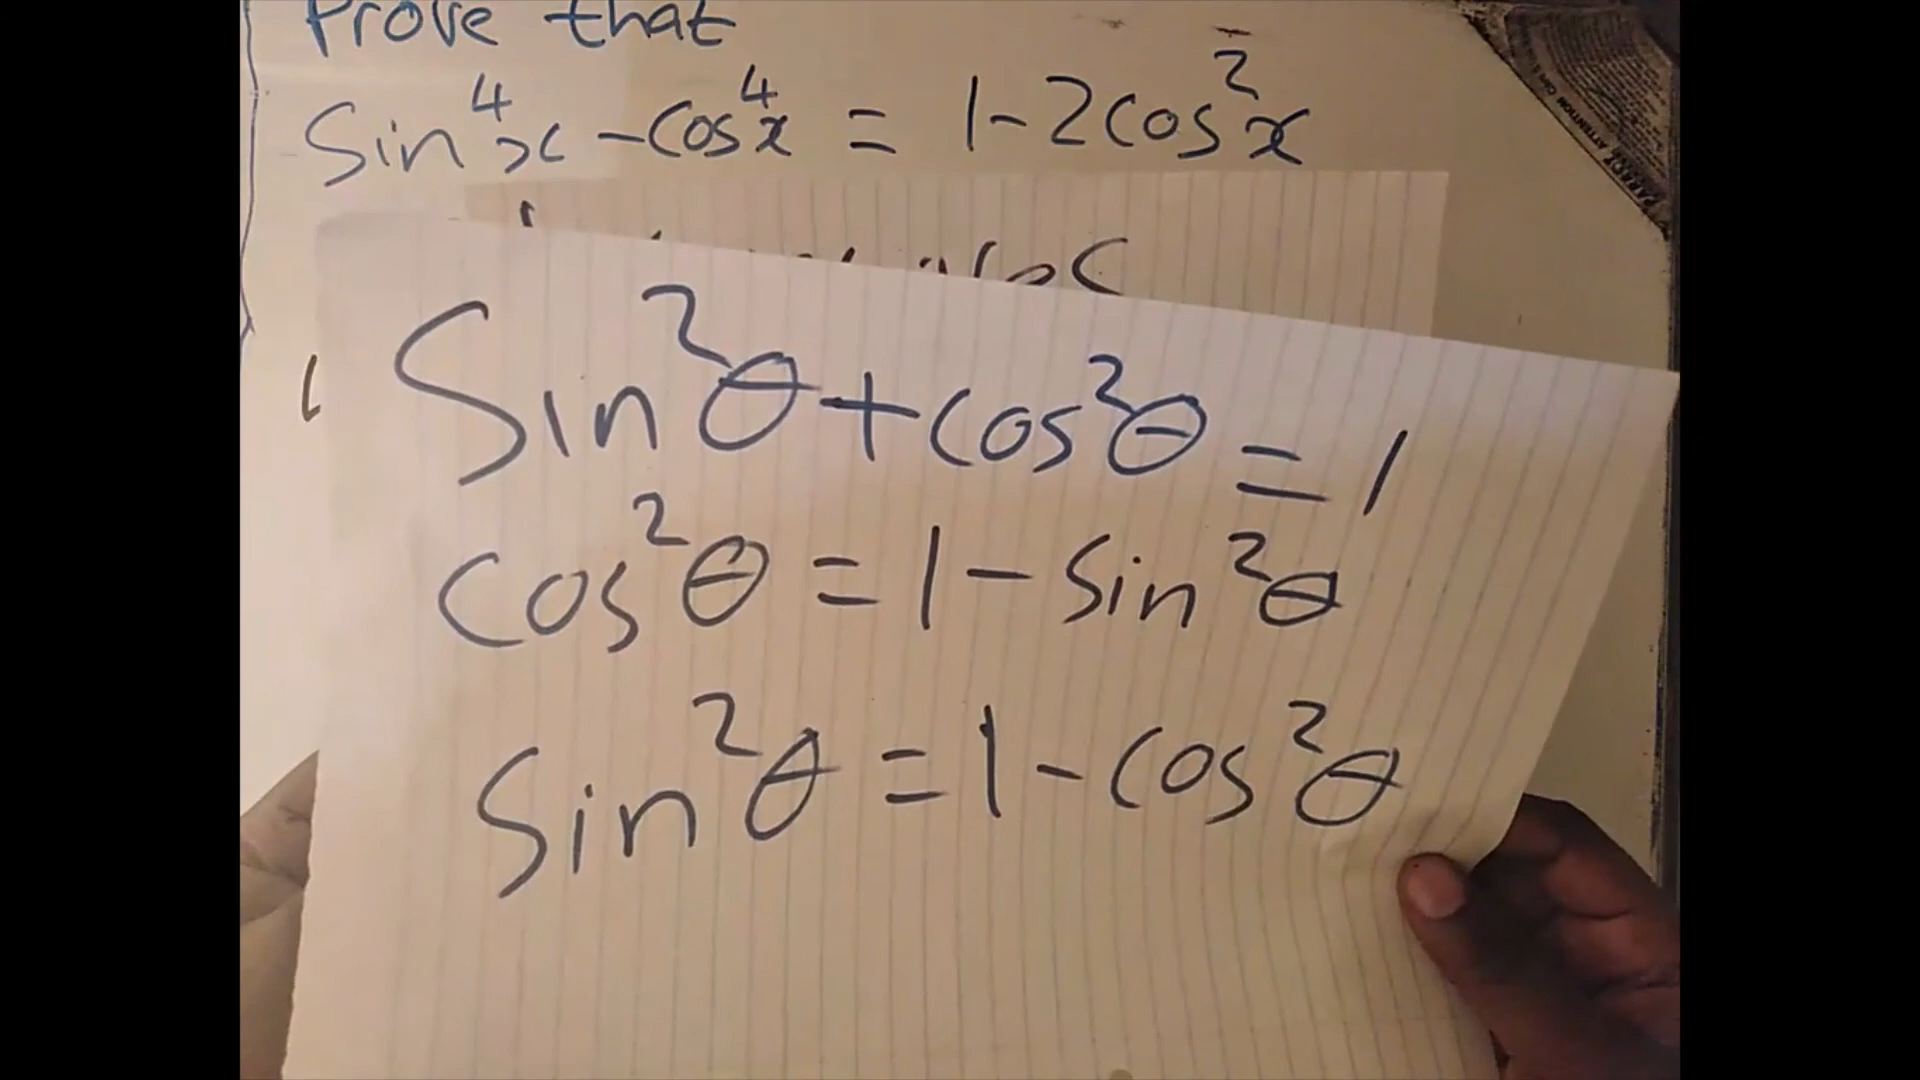 Prove that
Sin⁴x - Cos⁴x = 1 - 2cos²x
Sin²θ + cos²θ = 1
cos²θ = 1 - Sin²θ
Sin²θ = 1 - cos²θ